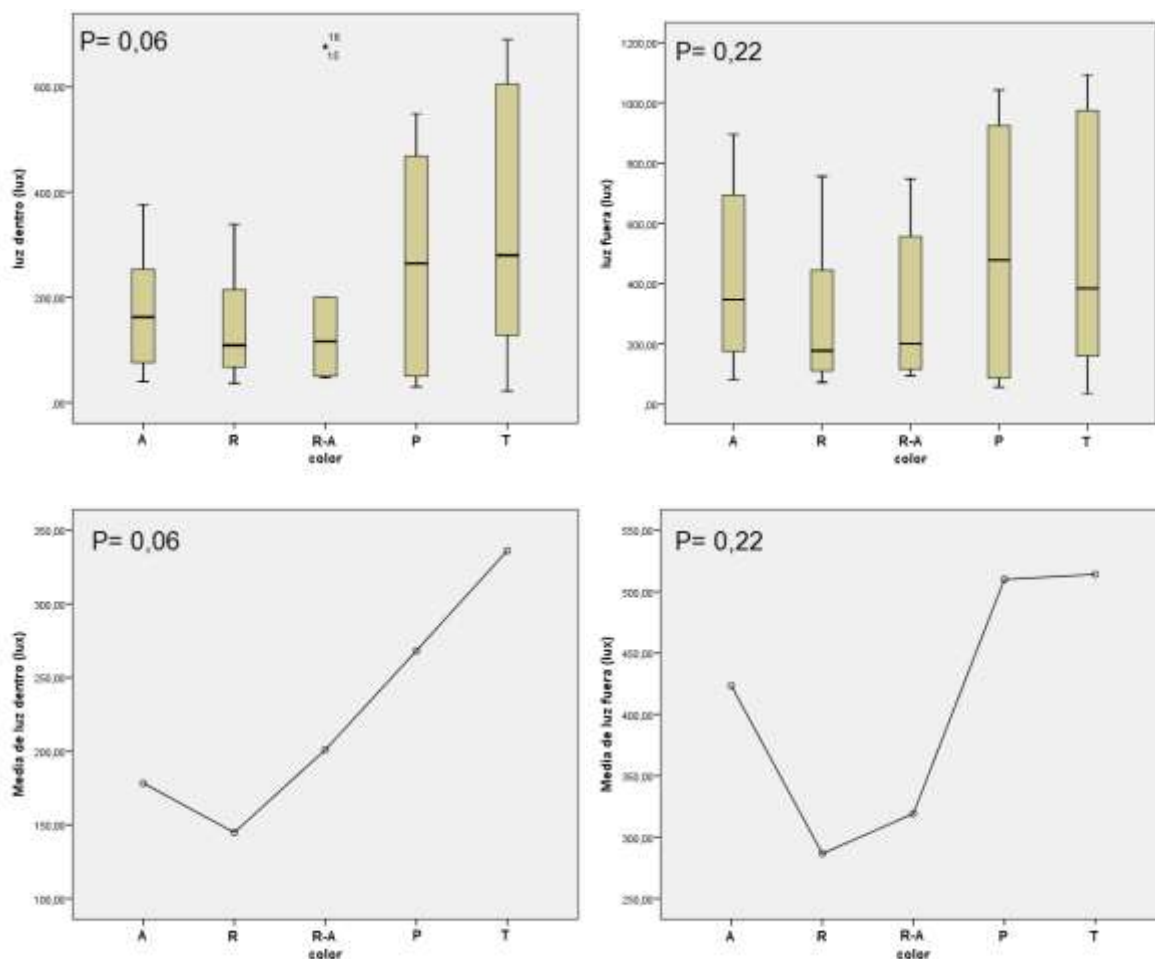 P= 0,06
luz dentro (lux)
600,00
400,00
200,00
,00
A R R-A P T
color
P= 0,22
luz fuera (lux)
1200,00
1000,00
800,00
600,00
400,00
200,00
,00
A R R-A P T
color
P= 0,06
Media de luz dentro (lux)
350,00
300,00
250,00
200,00
150,00
100,00
A R R-A P T
color
P= 0,22
Media de luz fuera (lux)
550,00
500,00
450,00
400,00
350,00
300,00
250,00
A R R-A P T
color